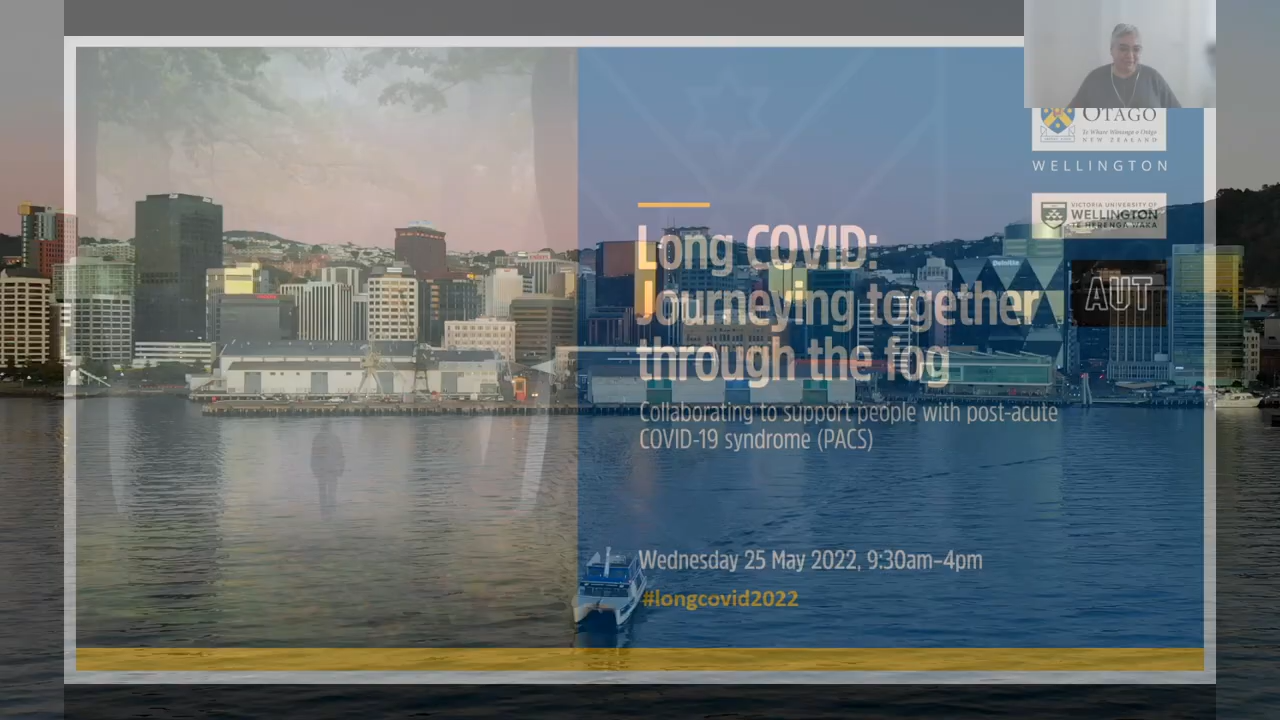 OTAGO
Te Whare Wānanga o Otāgo
NEW ZEALAND
WELLINGTON
VICTORIA UNIVERSITY OF
WELLINGTON
TE HERENGA WAKA
AUT
Deloitte
Long COVID:
Journeying together
through the fog
Collaborating to support people with post-acute
COVID-19 syndrome (PACS)
Wednesday 25 May 2022, 9:30am–4pm
#longcovid2022